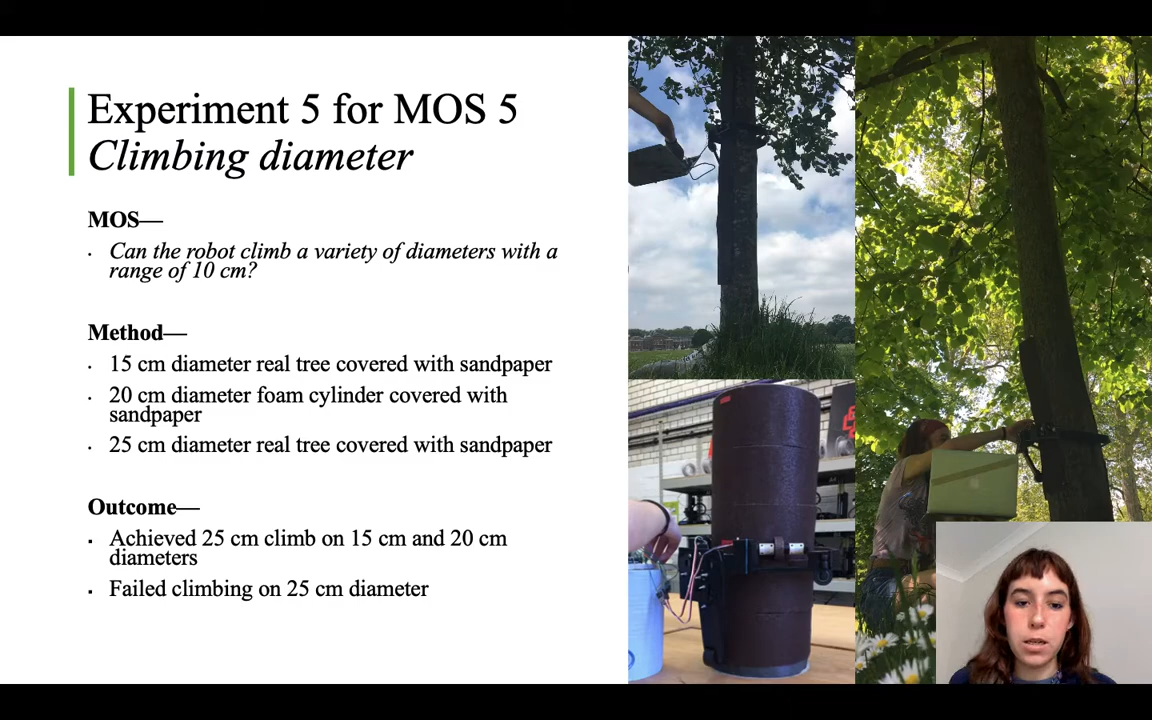 Experiment 5 for MOS 5
Climbing diameter
MOS—
· Can the robot climb a variety of diameters with a
range of 10 cm?
Method—
· 15 cm diameter real tree covered with sandpaper
· 20 cm diameter foam cylinder covered with
sandpaper
· 25 cm diameter real tree covered with sandpaper
Outcome—
▪ Achieved 25 cm climb on 15 cm and 20 cm
diameters
▪ Failed climbing on 25 cm diameter